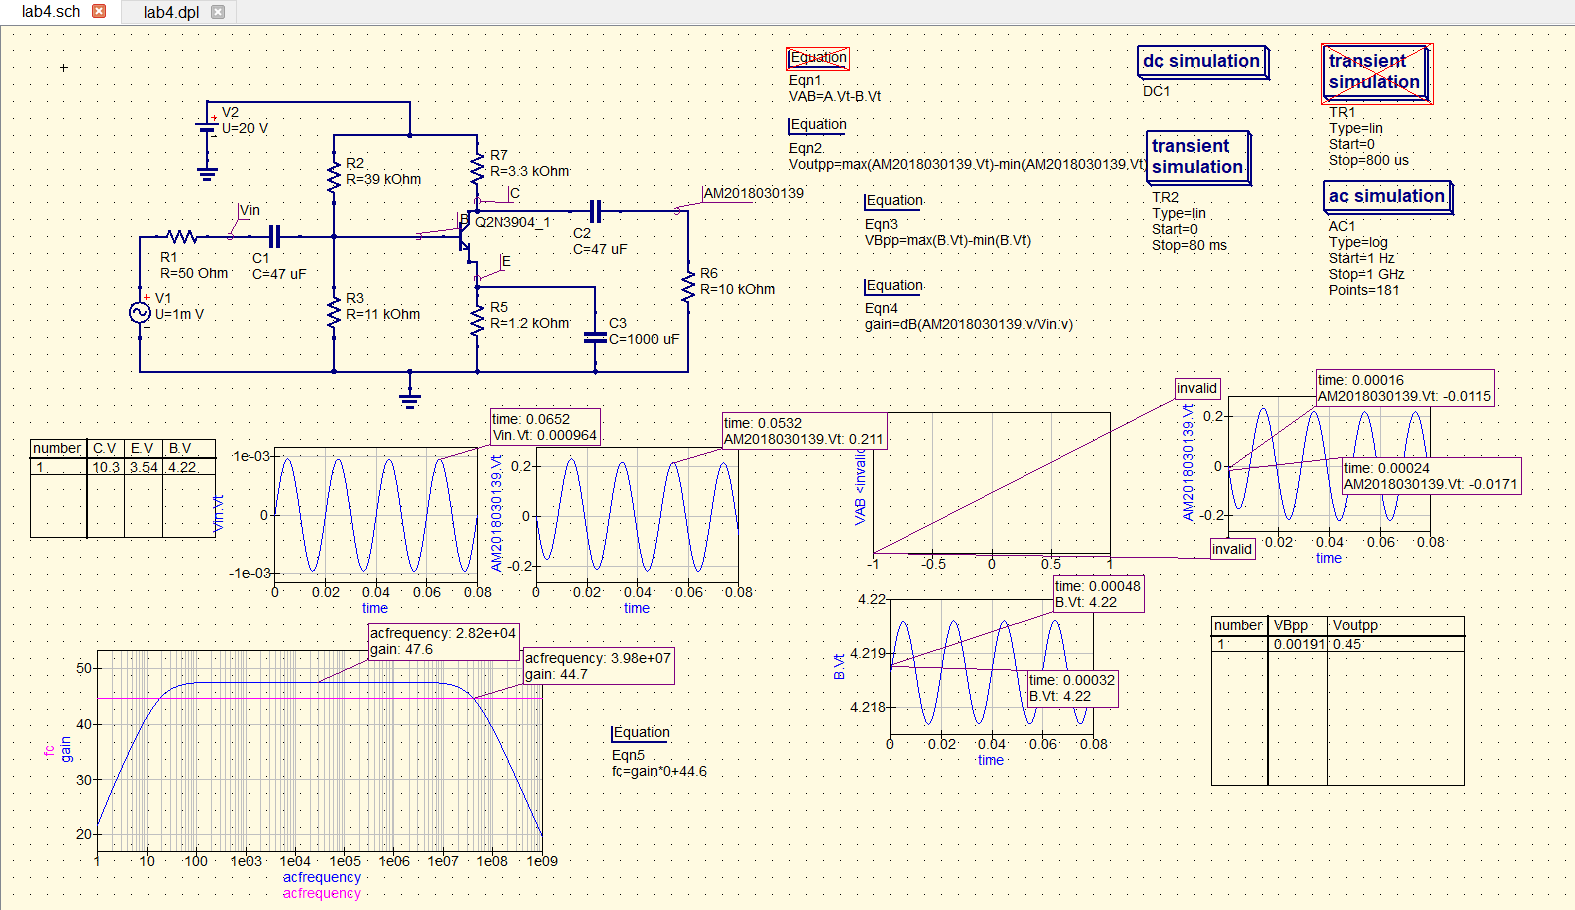 lab4.sch
lab4.dpl
Equation
Eqn1
VAB=A.Vt-B.Vt
Equation
Eqn2
Voutpp=max(AM2018030139.Vt)-min(AM2018030139.Vt)
Equation
Eqn3
VBpp=max(B.Vt)-min(B.Vt)
Equation
Eqn4
gain=dB(AM2018030139.v/Vin.v)
dc simulation
DC1
transient
simulation
TR1
Type=lin
Start=0
Stop=800 us
transient
simulation
TR2
Type=lin
Start=0
Stop=80 ms
ac simulation
AC1
Type=log
Start=1 Hz
Stop=1 GHz
Points=181
V2
U=20 V
R2
R=39 kOhm
R7
R=3.3 kOhm
C
AM2018030139
Vin
B
Q2N3904_1
R1
R=50 Ohm
C1
C=47 uF
C2
C=47 uF
E
V1
U=1m V
R3
R=11 kOhm
R5
R=1.2 kOhm
C3
C=1000 uF
R6
R=10 kOhm
number C.V E.V B.V
1 10.3 3.54 4.22
time: 0.0652
Vin.Vt: 0.000964
1e-03
0
-1e-03
Vin.Vt
0 0.02 0.04 0.06 0.08
time
time: 0.0532
AM2018030139.Vt: 0.211
0.2
0
-0.2
AM2018030139.Vt
0 0.02 0.04 0.06 0.08
time
invalid
VAB <invalid
-1 -0.5 0 0.5 1
invalid
time: 0.00016
AM2018030139.Vt: -0.0115
time: 0.00024
AM2018030139.Vt: -0.0171
0.2
0
-0.2
AM2018030139.Vt
0.02 0.04 0.06 0.08
time
time: 0.00048
B.Vt: 4.22
time: 0.00032
B.Vt: 4.22
4.22
4.219
4.218
B.Vt
0 0.02 0.04 0.06 0.08
time
number VBpp Voutpp
1 0.00191 0.45
acfrequency: 2.82e+04
gain: 47.6
acfrequency: 3.98e+07
gain: 44.7
50
40
30
20
fc
gain
1 10 100 1e03 1e04 1e05 1e06 1e07 1e08 1e09
acfrequency
acfrequency
Equation
Eqn5
fc=gain*0+44.6